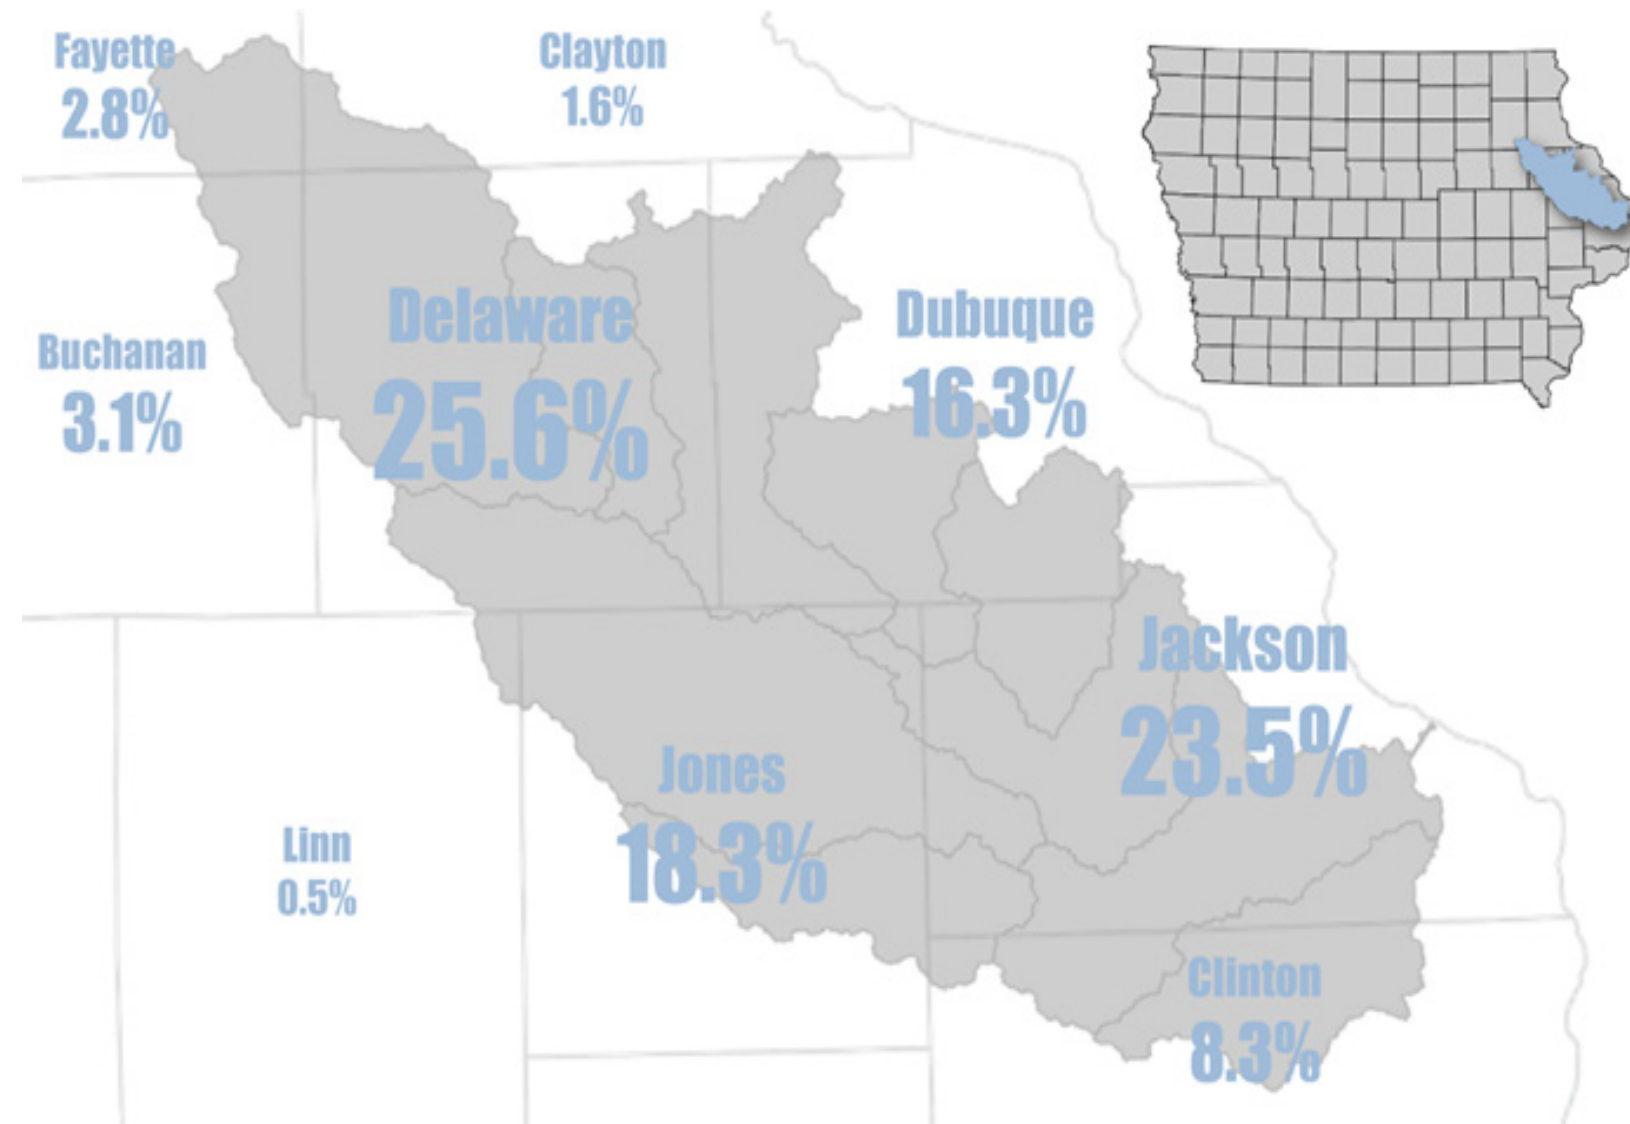 Fayette
2.8%
Clayton
1.6%
Delaware
25.6%
Dubuque
16.3%
Buchanan
3.1%
Jackson
23.5%
Jones
18.3%
Linn
0.5%
Clinton
8.3%